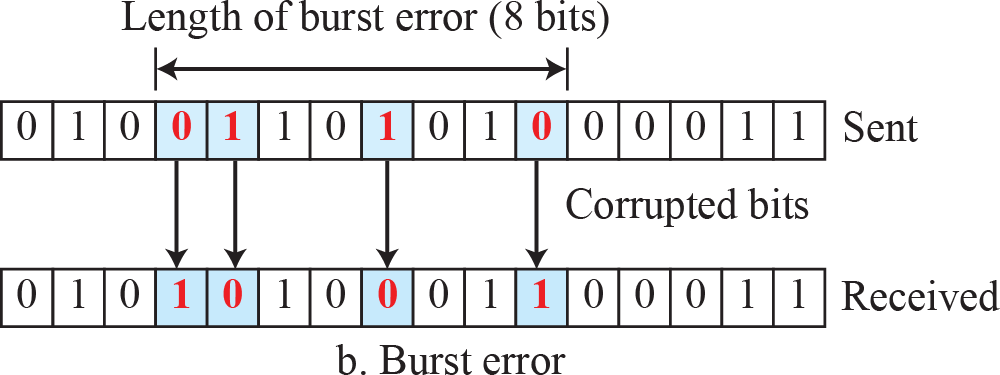 Length of burst error (8 bits)
0 1 0 0 1 1 0 1 0 1 0 0 0 0 1 1 Sent
Corrupted bits
0 1 0 1 0 1 0 0 0 1 1 0 0 0 1 1 Received
b. Burst error